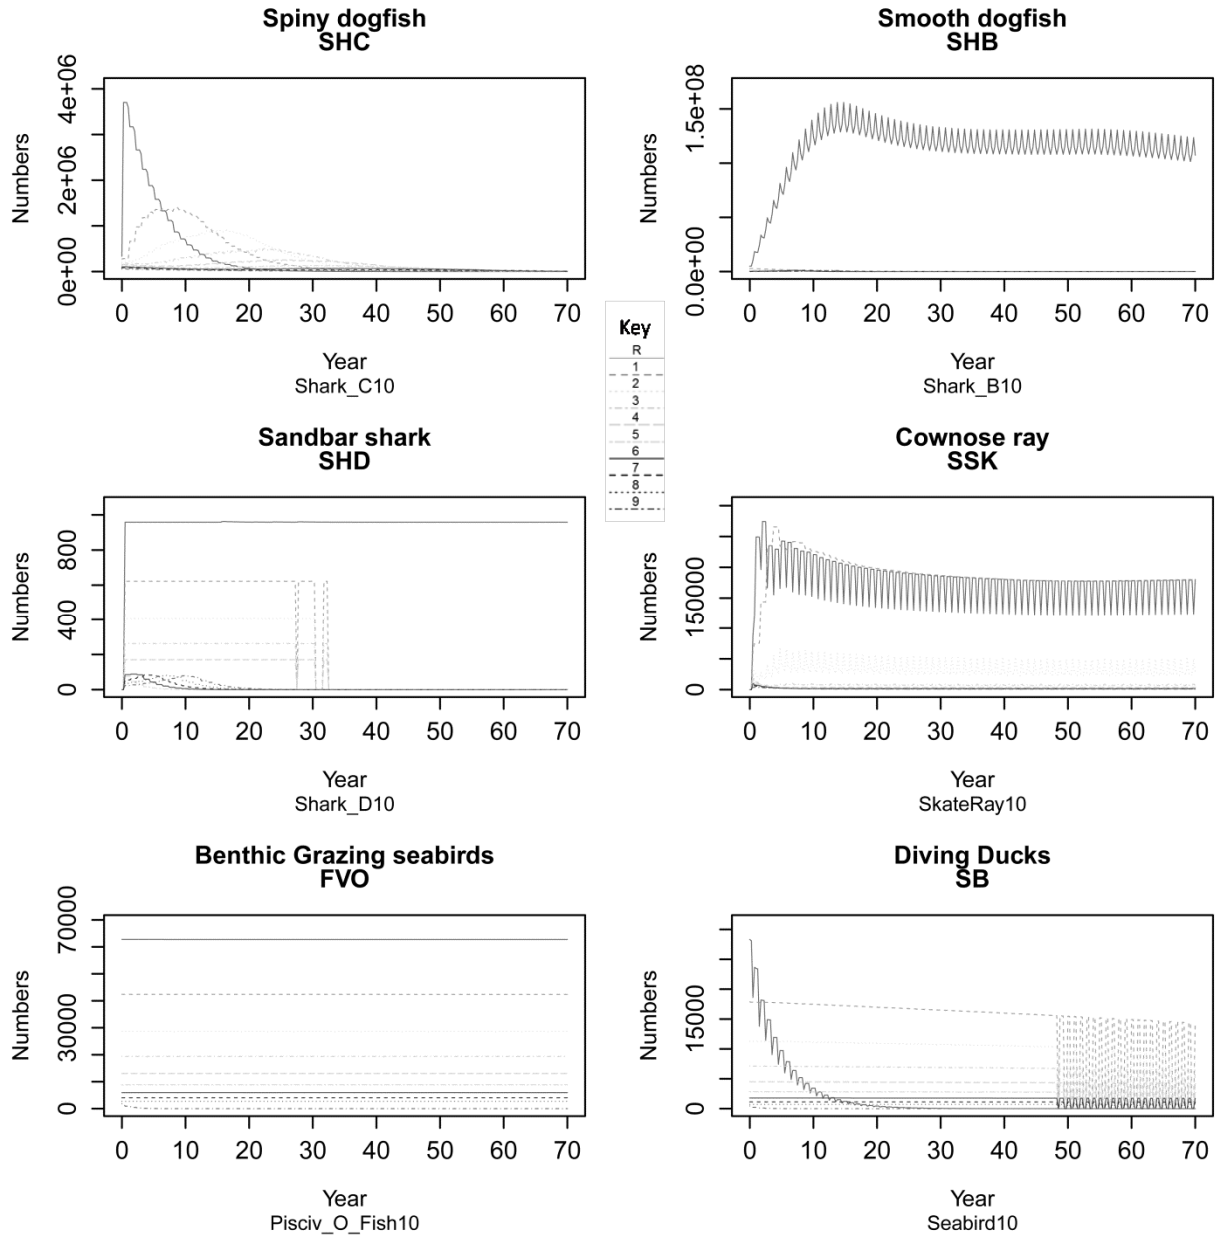 Spiny dogfish
SHC
Numbers
0e+00 2e+06 4e+06
0 10 20 30 40 50 60 70
Year
Shark_C10
Smooth dogfish
SHB
Numbers
0.0e+00 1.5e+08
0 10 20 30 40 50 60 70
Year
Shark_B10
Key
R
1
2
3
4
5
6
7
8
9
Sandbar shark
SHD
Numbers
0 400 800
0 10 20 30 40 50 60 70
Year
Shark_D10
Cownose ray
SSK
Numbers
0 150000
0 10 20 30 40 50 60 70
Year
SkateRay10
Benthic Grazing seabirds
FVO
Numbers
0 30000 70000
0 10 20 30 40 50 60 70
Year
Pisciv_O_Fish10
Diving Ducks
SB
Numbers
0 15000
0 10 20 30 40 50 60 70
Year
Seabird10